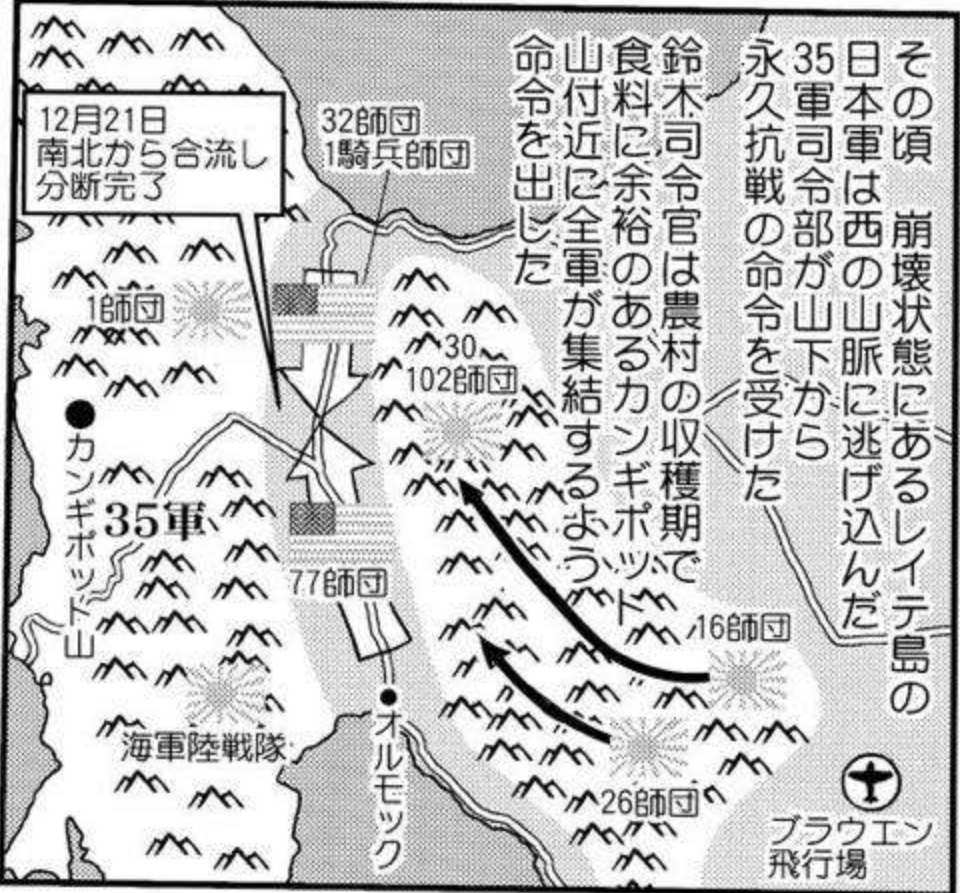 その頃 崩壊状態にあるレイテ島の
日本軍は西の山脈に逃げ込んだ
35軍司令部が山下から
永久抗戦の命令を受けた
鈴木司令官は農村の収穫期で
食料に余裕のあるカンギポット
山付近に全軍が集結するよう
命令を出した
12月21日
南北から合流し
分断完了
32師団
1騎兵師団
1師団
30、
102師団
カンギポット山
35軍
77師団
16師団
海軍陸戦隊
オルモック
26師団
ブラウエン
飛行場